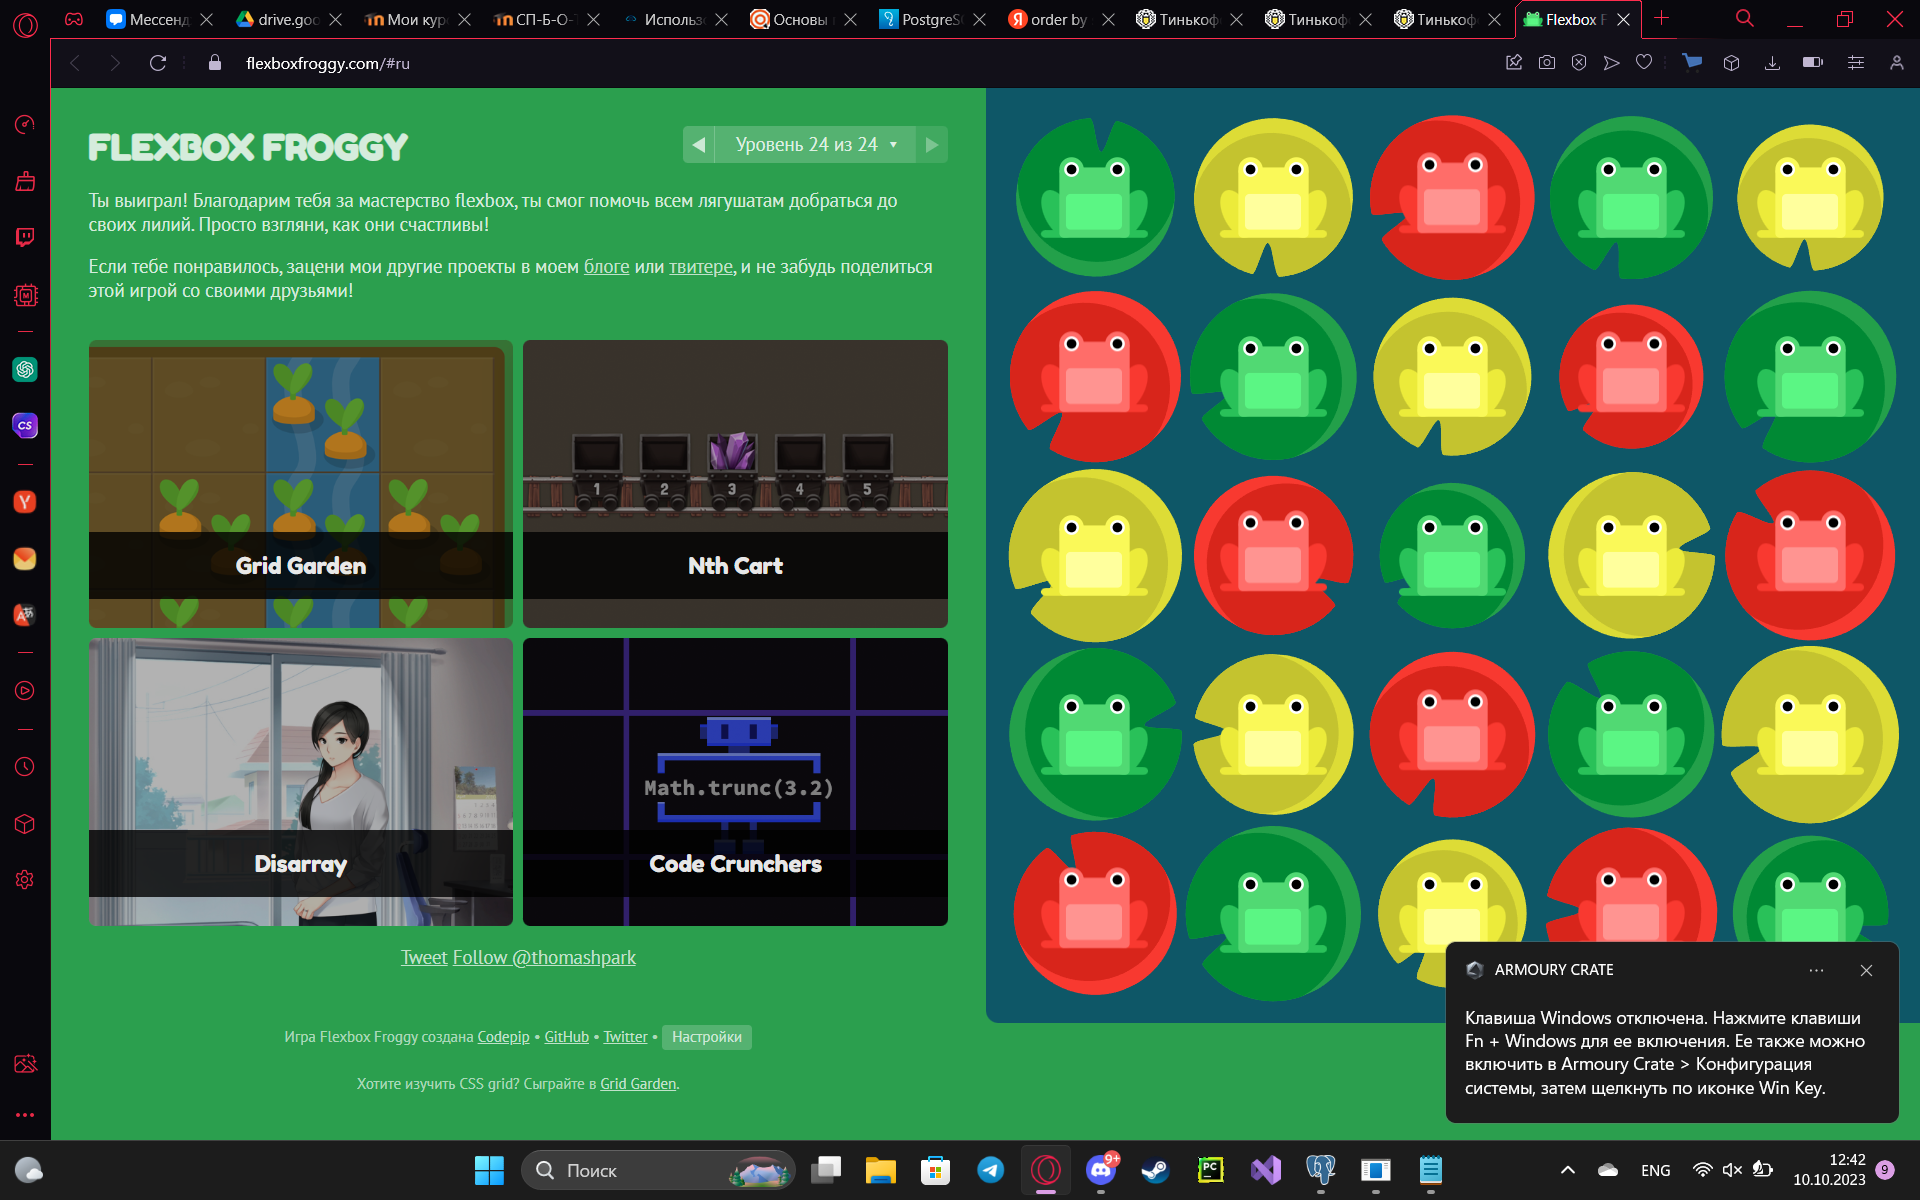 Мессенд
drive.goo
Мои кур
СП-Б-О-
Использ
Основы
PostgreS
order by
Тинькоф
Тинькоф
Тинькоф
Flexbox F
flexboxfroggy.com/#ru
FLEXBOX FROGGY
Уровень 24 из 24
Ты выиграл! Благодарим тебя за мастерство flexbox, ты смог помочь всем лягушатам добраться до
своих лилий. Просто взгляни, как они счастливы!
Если тебе понравилось, зацени мои другие проекты в моем блоге или твитере, и не забудь поделиться
этой игрой со своими друзьями!
1 2 3 4 5
Grid Garden
Nth Cart
Math.trunc(3.2)
Disarray
Code Crunchers
Tweet Follow @thomashpark
Игра Flexbox Froggy создана Codepip • GitHub • Twitter • Настройки
Хотите изучить CSS grid? Сыграйте в Grid Garden.
ARMOURY CRATE
Клавиша Windows отключена. Нажмите клавиши
Fn + Windows для ее включения. Ее также можно
включить в Armoury Crate > Конфигурация
системы, затем щелкнуть по иконке Win Key.
CS
Поиск
9+
PC
ENG
12:42
10.10.2023
9